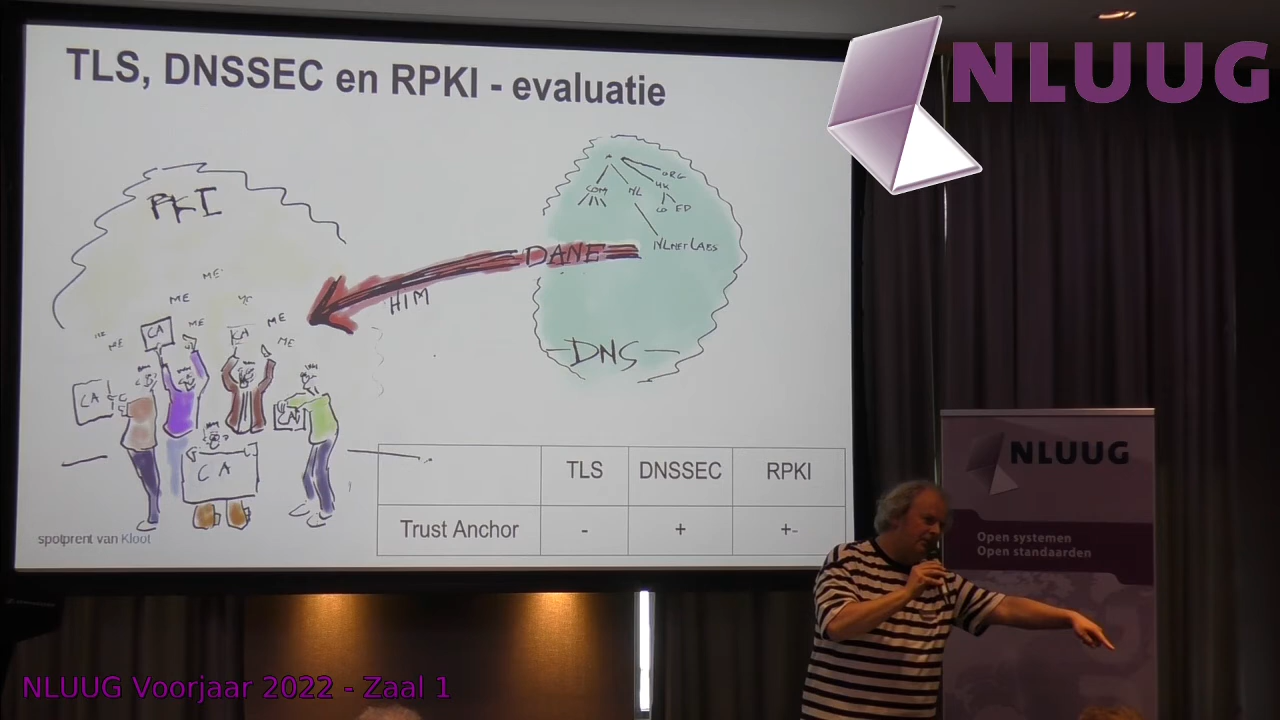 TLS, DNSSEC en RPKI - evaluatie
NLUUG
PKI
COM
NL
ORG
UK
CO ED
NLNET LABS
DANE
HIM
DNS
ME
ME
ME
ME
ME
ME
CA
CA
CA
CA
TLS DNSSEC RPKI
Trust Anchor - + +-
spotprent van Kloot
NLUUG
Open systemen
Open standaarden
NLUUG Voorjaar 2022 - Zaal 1